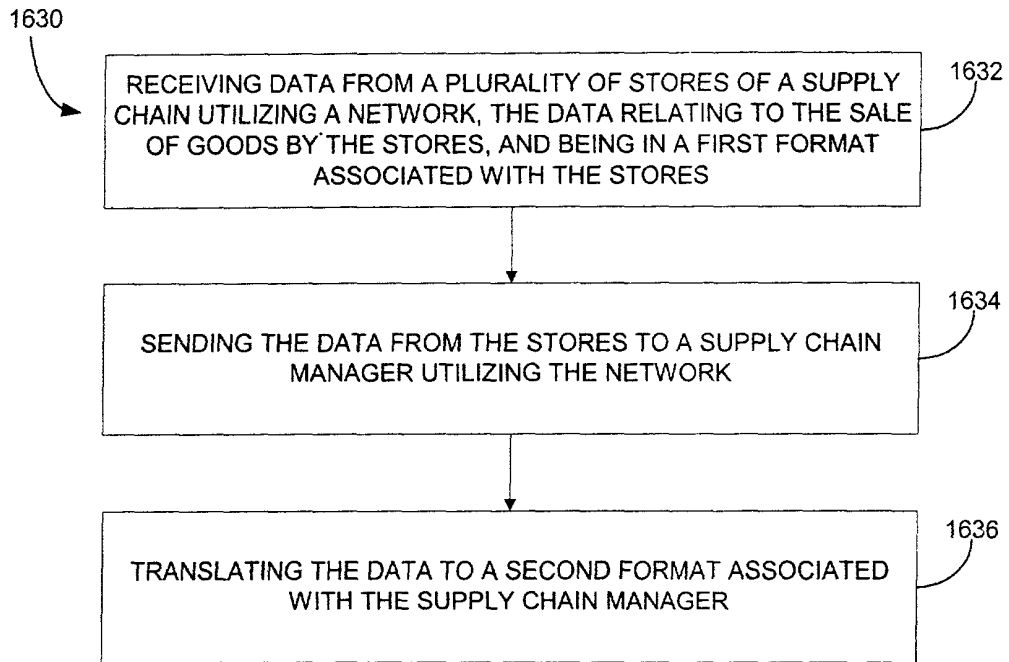 1630
RECEIVING DATA FROM A PLURALITY OF STORES OF A SUPPLY
CHAIN UTILIZING A NETWORK, THE DATA RELATING TO THE SALE
OF GOODS BY THE STORES, AND BEING IN A FIRST FORMAT
ASSOCIATED WITH THE STORES
1632
SENDING THE DATA FROM THE STORES TO A SUPPLY CHAIN
MANAGER UTILIZING THE NETWORK
1634
TRANSLATING THE DATA TO A SECOND FORMAT ASSOCIATED
WITH THE SUPPLY CHAIN MANAGER
1636